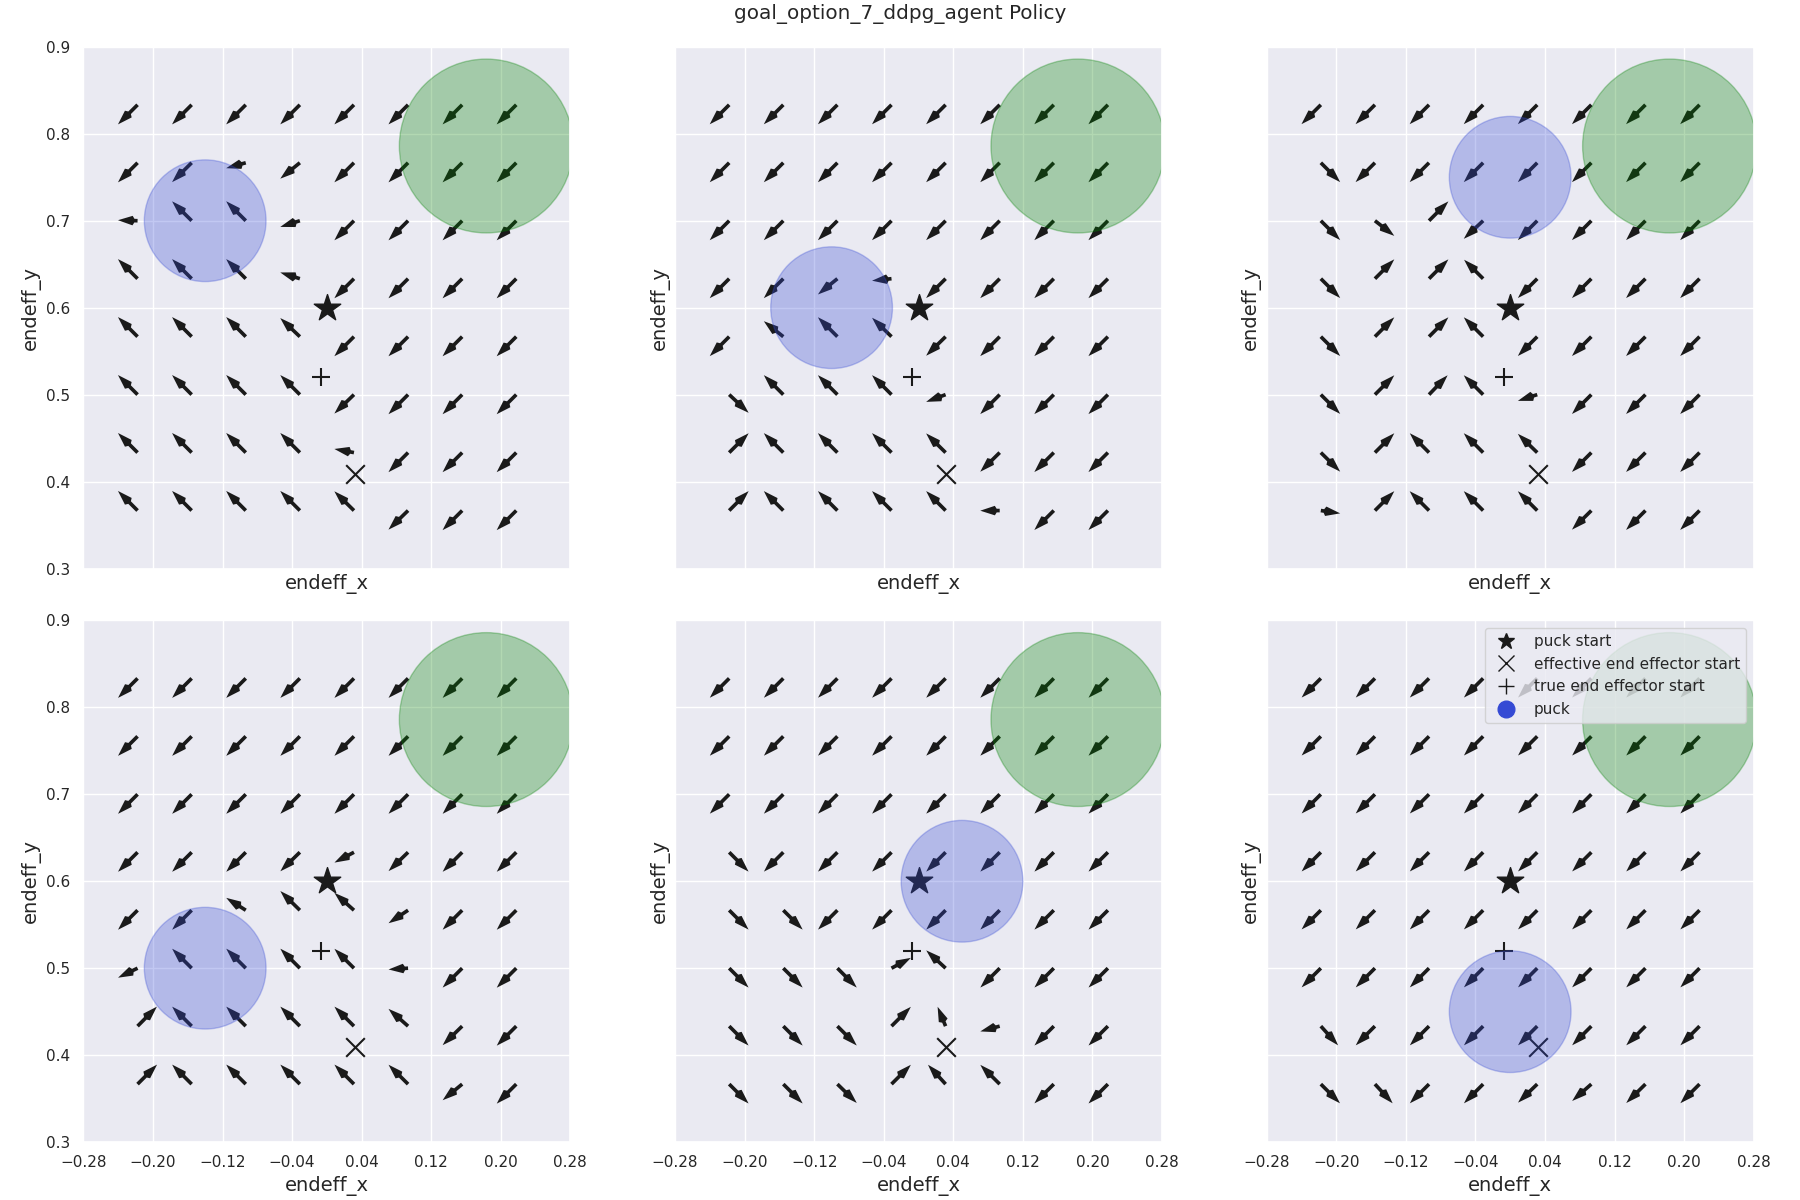 goal_option_7_ddpg_agent Policy
0.9
0.8
0.7
0.6
0.5
0.4
0.3
endeff_y
endeff_x
endeff_y
endeff_x
endeff_y
endeff_x
0.9
0.8
0.7
0.6
0.5
0.4
0.3
endeff_y
−0.28 −0.20 −0.12 −0.04 0.04 0.12 0.20 0.28
endeff_x
endeff_y
−0.28 −0.20 −0.12 −0.04 0.04 0.12 0.20 0.28
endeff_x
puck start
effective end effector start
true end effector start
puck
endeff_y
−0.28 −0.20 −0.12 −0.04 0.04 0.12 0.20 0.28
endeff_x